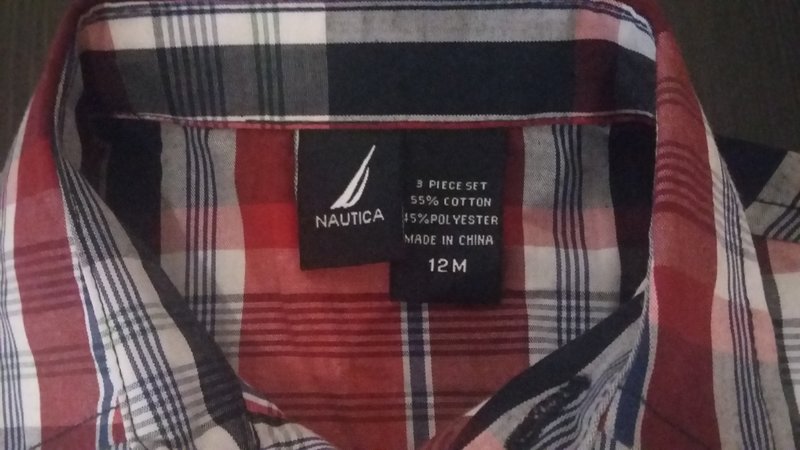 NAUTICA
3 PIECE SET
55% COTTON
45%POLYESTER
MADE IN CHINA
12M